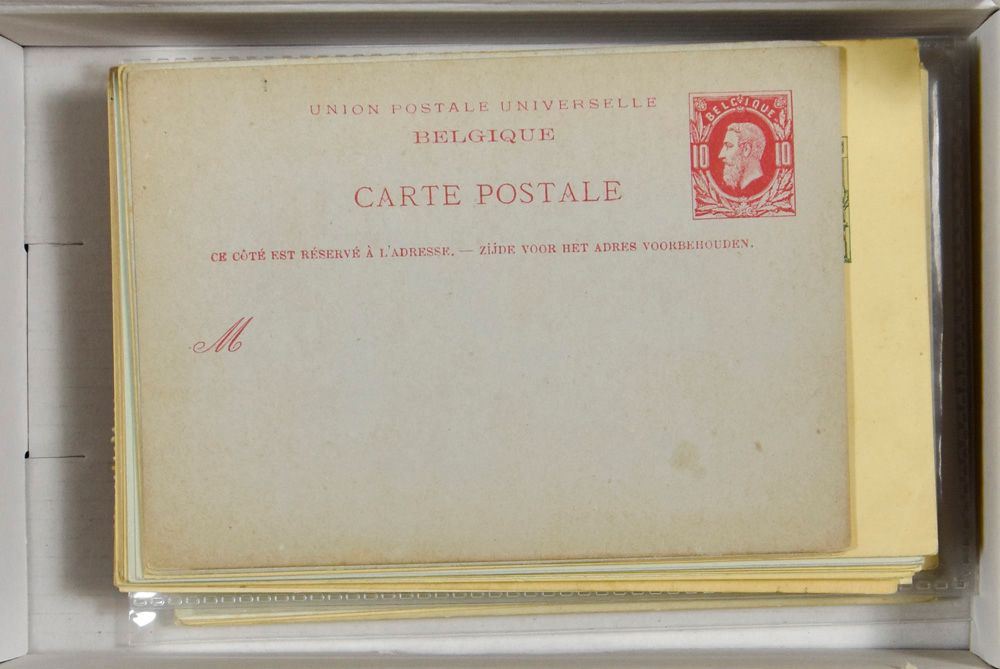 UNION POSTALE UNIVERSELLE
BELGIQUE
CARTE POSTALE
BELGIQUE
10 10
CE CÔTÉ EST RÉSERVÉ À L'ADRESSE. — ZIJDE VOOR HET ADRES VOORBEHOUDEN.
M